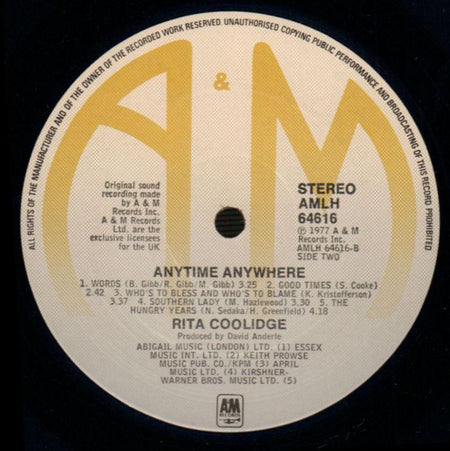 ALL RIGHTS OF THE MANUFACTURER AND OF THE OWNER OF THE RECORDED WORK RESERVED. UNAUTHORISED COPYING PUBLIC PERFORMANCE AND BROADCASTING OF THIS RECORD PROHIBITED
A & M
Original sound
recording made
by A & M
Records Inc.
A & M Records
Ltd. are the
exclusive licensees
for the UK
STEREO
AMLH
64616
Ⓟ 1977 A & M
Records Inc.
AMLH 64616-B
SIDE TWO
ANYTIME ANYWHERE
1. WORDS (B. Gibb/R. Gibb/M. Gibb) 3.25  2. GOOD TIMES (S. Cooke)
2.42  3. WHO'S TO BLESS AND WHO'S TO BLAME (K. Kristofferson)
3.37  4. SOUTHERN LADY (M. Hazlewood) 3.30  5. THE
HUNGRY YEARS (N. Sedaka/H. Greenfield) 4.18
RITA COOLIDGE
Produced by David Anderle
ABIGAIL MUSIC (LONDON) LTD. (1) ESSEX
MUSIC INT. LTD. (2) KEITH PROWSE
MUSIC PUB. CO./KPM (3) APRIL
MUSIC LTD. (4) KIRSHNER-
WARNER BROS. MUSIC LTD. (5)
A&M
RECORDS